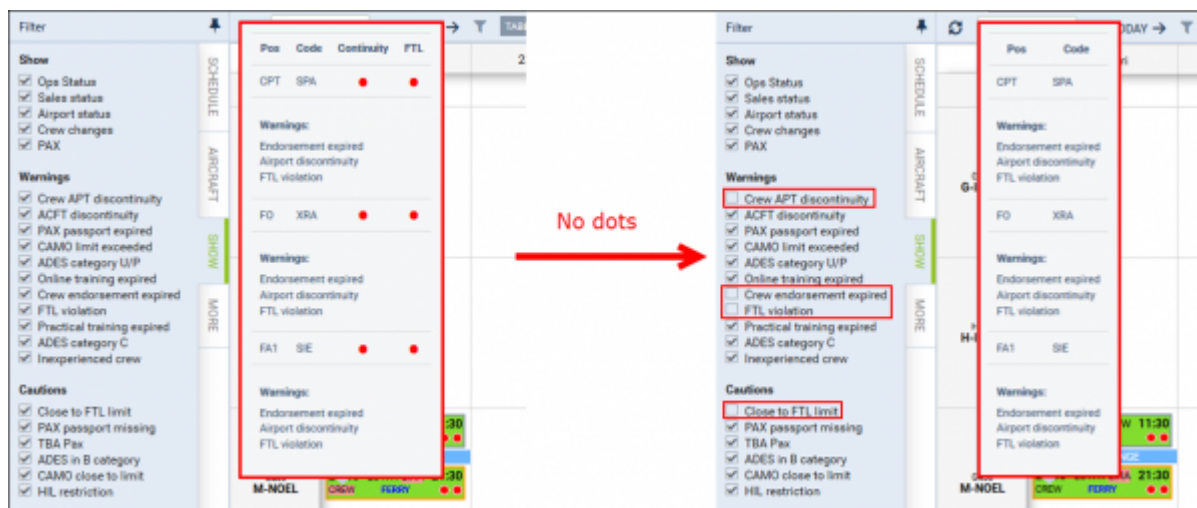 Filter
TABL
2
Show
Ops Status
Sales status
Airport status
Crew changes
PAX
Warnings
Crew APT discontinuity
ACFT discontinuity
PAX passport expired
CAMO limit exceeded
ADES category U/P
Online training expired
Crew endorsement expired
FTL violation
Practical training expired
ADES category C
Inexperienced crew
Cautions
Close to FTL limit
PAX passport missing
TBA Pax
ADES in B category
CAMO close to limit
HIL restriction
SCHEDULE
AIRCRAFT
SHOW
MORE
Pos Code Continuity FTL
CPT SPA
Warnings:
Endorsement expired
Airport discontinuity
FTL violation
FO XRA
Warnings:
Endorsement expired
Airport discontinuity
FTL violation
FA1 SIE
Warnings:
Endorsement expired
Airport discontinuity
FTL violation
:30
21:30
M-NOEL
CREW FERRY
No dots
Filter
ODAY
Show
Ops Status
Sales status
Airport status
Crew changes
PAX
Warnings
Crew APT discontinuity
ACFT discontinuity
PAX passport expired
CAMO limit exceeded
ADES category U/P
Online training expired
Crew endorsement expired
FTL violation
Practical training expired
ADES category C
Inexperienced crew
Cautions
Close to FTL limit
PAX passport missing
TBA Pax
ADES in B category
CAMO close to limit
HIL restriction
SCHEDULE
AIRCRAFT
SHOW
MORE
Pos Code
CPT SPA
Warnings:
Endorsement expired
Airport discontinuity
FTL violation
FO XRA
Warnings:
Endorsement expired
Airport discontinuity
FTL violation
FA1 SIE
Warnings:
Endorsement expired
Airport discontinuity
FTL violation
W 11:30
NGE
21:30
M-NOEL
CREW FERRY